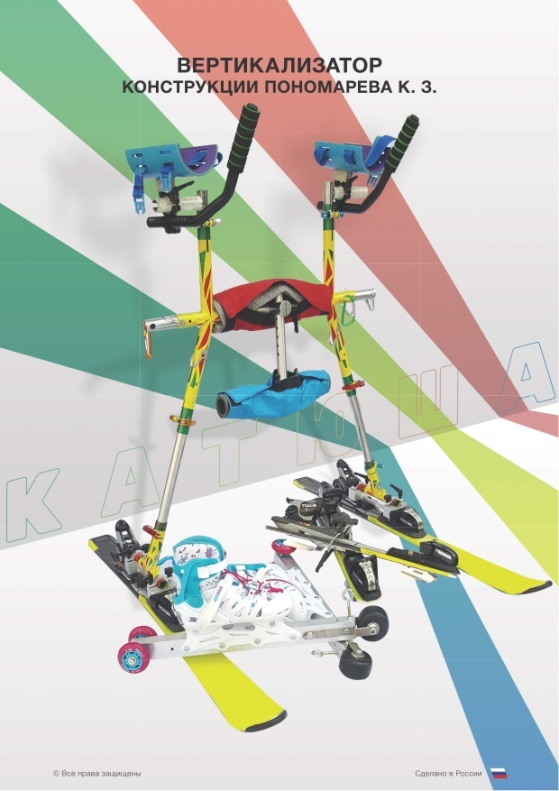 ВЕРТИКАЛИЗАТОР
КОНСТРУКЦИИ ПОНОМАРЕВА К. З.
КАТЮША
© Все права защищены
Сделано в России